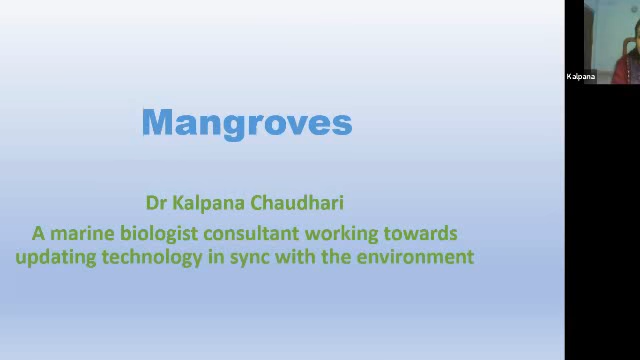 Mangroves
Dr Kalpana Chaudhari
A marine biologist consultant working towards
updating technology in sync with the environment
Kalpana